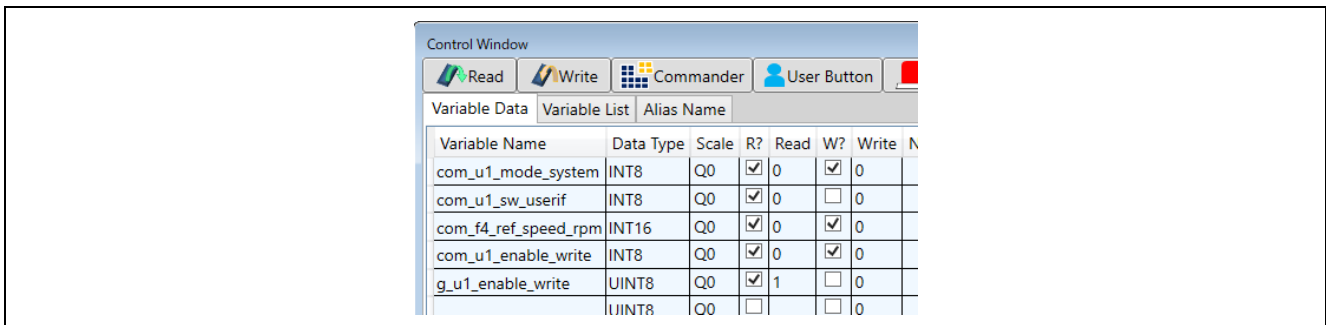 Control Window
Read Write Commander User Button
Variable Data Variable List Alias Name
Variable Name Data Type Scale R? Read W? Write N
com_u1_mode_system INT8 Q0 0 0
com_u1_sw_userif INT8 Q0 0 0
com_f4_ref_speed_rpm INT16 Q0 0 0
com_u1_enable_write INT8 Q0 0 0
g_u1_enable_write UINT8 Q0 1 0
UINT8 Q0 0